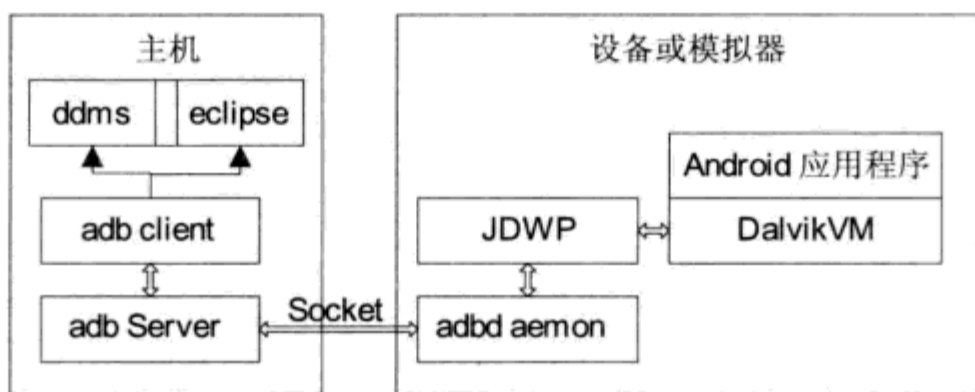 主机
设备或模拟器
ddms
eclipse
Android 应用程序
adb client
JDWP
DalvikVM
adb Server
Socket
adbd aemon